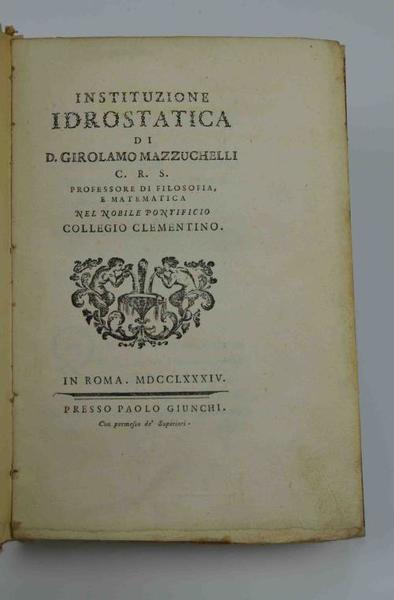 INSTITUZIONE
IDROSTATICA
DI
D. GIROLAMO MAZZUCHELLI
C. R. S.
PROFESSORE DI FILOSOFIA,
E MATEMATICA
NEL NOBILE PONTIFICIO
COLLEGIO CLEMENTINO.
IN ROMA. MDCCLXXXIV.
PRESSO PAOLO GIUNCHI.
Con permesso de' Superiori.